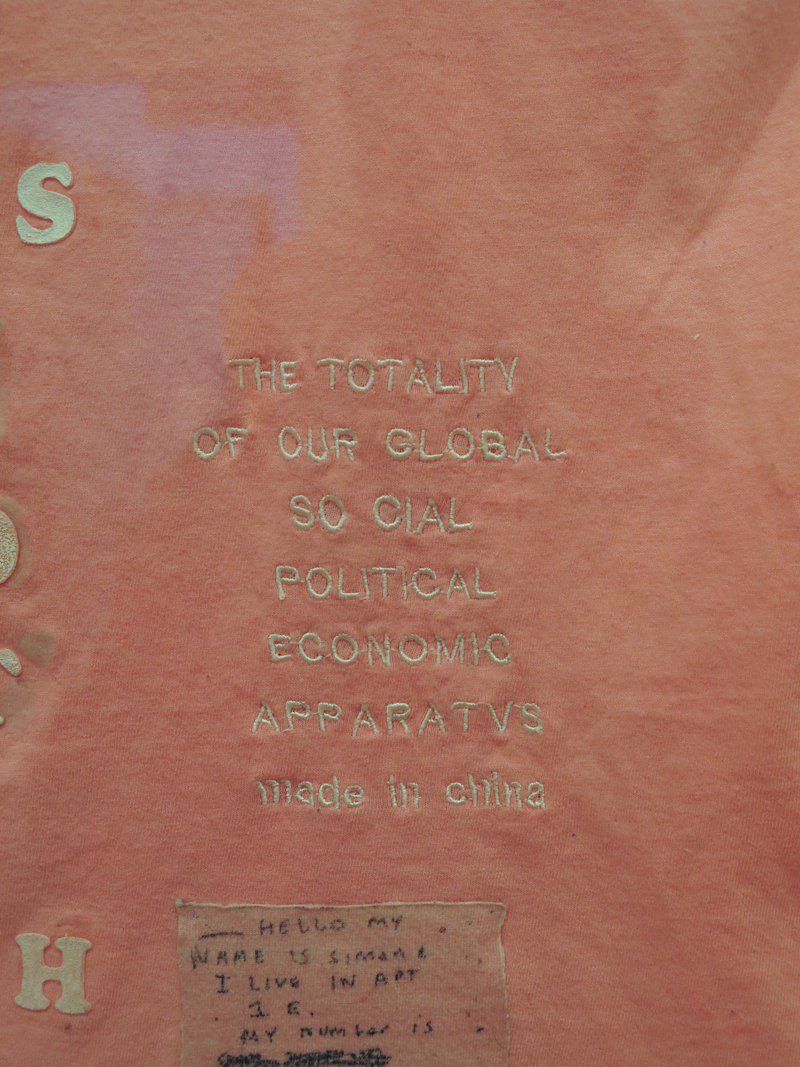 S
THE TOTALITY
OF OUR GLOBAL
SO CIAL
POLITICAL
ECONOMIC
APPARATVS
made in china
H
HELLO MY
NAME IS SIMONE
I LIVE IN APT
1 E.
MY NUMber is